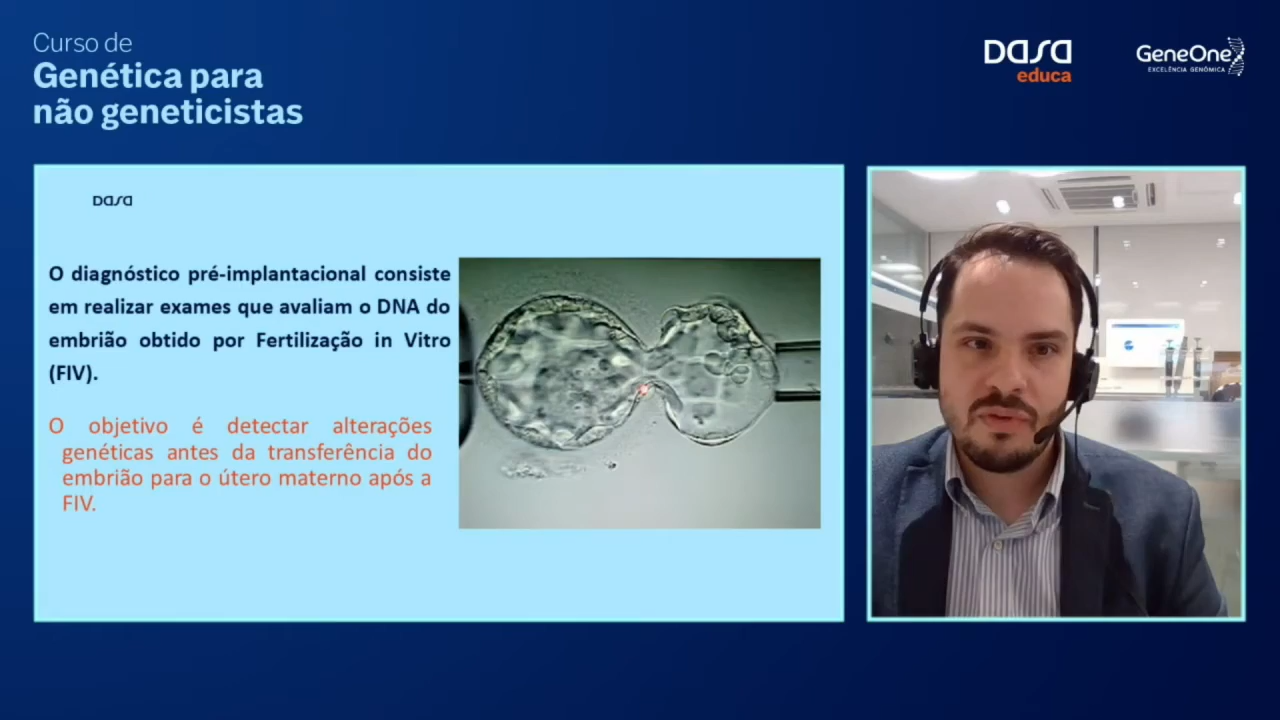 Curso de
Genética para
não geneticistas
DASA
educa
GeneOne
EXCELÊNCIA GENÔMICA
DASA
O diagnóstico pré-implantacional consiste
em realizar exames que avaliam o DNA do
embrião obtido por Fertilização in Vitro
(FIV).
O objetivo é detectar alterações
genéticas antes da transferência do
embrião para o útero materno após a
FIV.